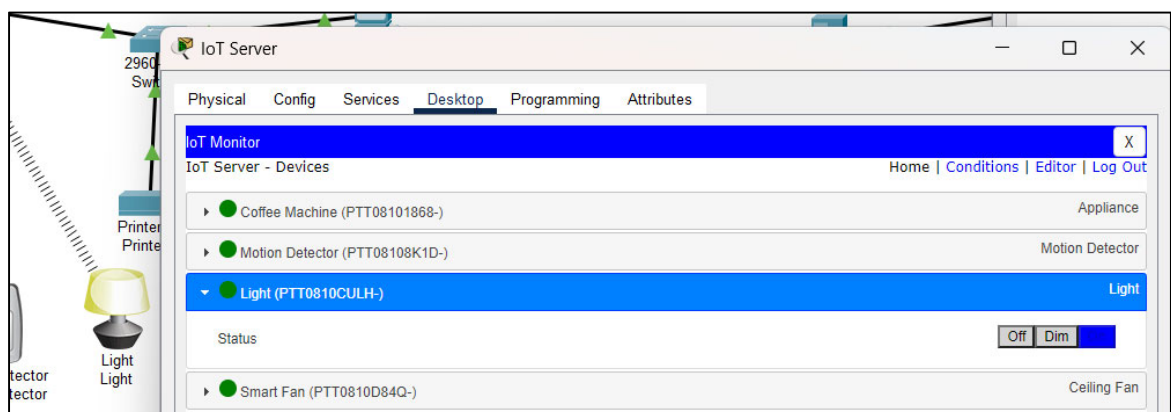 2960
Swit
IoT Server
Physical Config Services Desktop Programming Attributes
IoT Monitor X
IoT Server - Devices Home | Conditions | Editor | Log Out
Coffee Machine (PTT08101868-) Appliance
Motion Detector (PTT08108K1D-) Motion Detector
Light (PTT0810CULH-) Light
Status Off Dim
Smart Fan (PTT0810D84Q-) Ceiling Fan
Printer
Printe
Light
Light
tector
tector